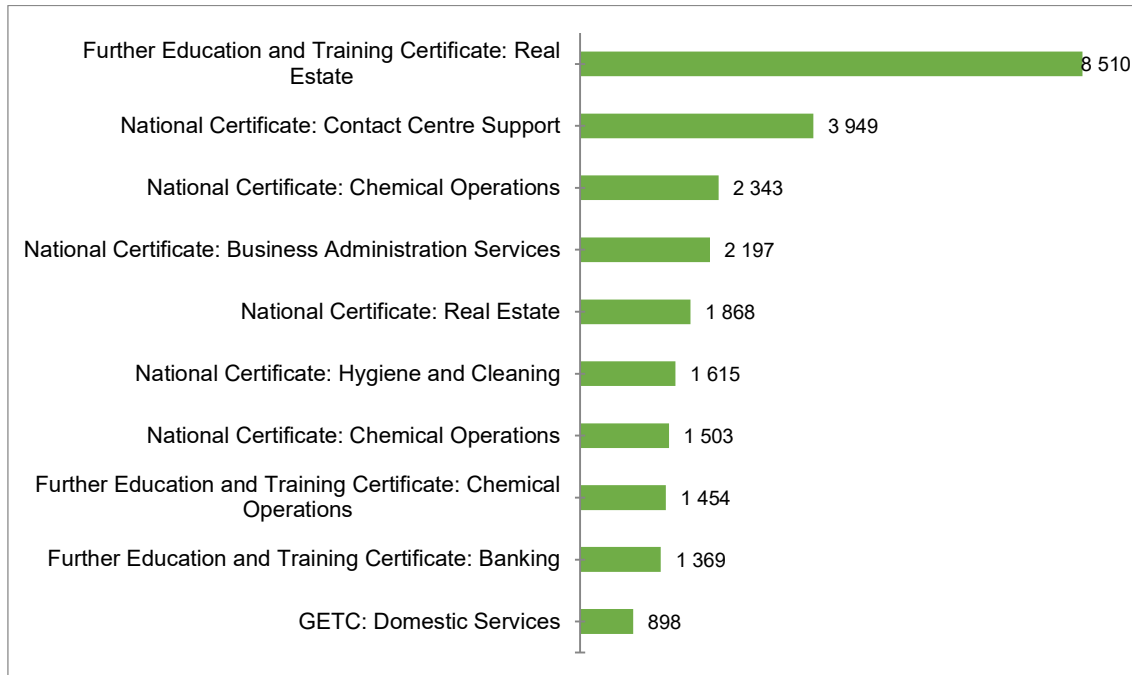 Further Education and Training Certificate: Real
Estate
8 510
National Certificate: Contact Centre Support
3 949
National Certificate: Chemical Operations
2 343
National Certificate: Business Administration Services
2 197
National Certificate: Real Estate
1 868
National Certificate: Hygiene and Cleaning
1 615
National Certificate: Chemical Operations
1 503
Further Education and Training Certificate: Chemical
Operations
1 454
Further Education and Training Certificate: Banking
1 369
GETC: Domestic Services
898